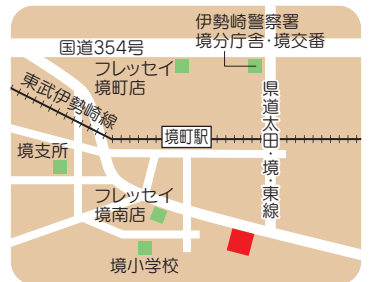 伊勢崎警察署
境分庁舎・境交番
国道354号
フレッセイ
境町店
東武伊勢崎線
県道太田・境・東線
境町駅
境支所
フレッセイ
境南店
境小学校